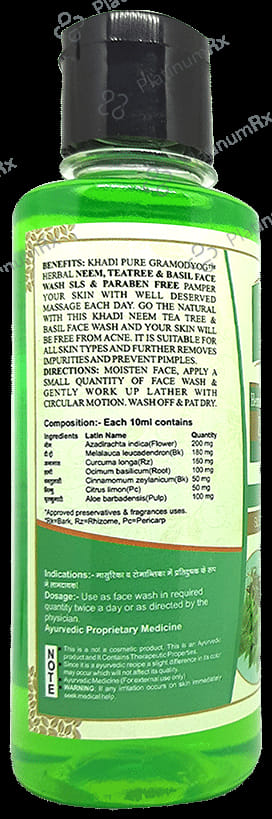 BENEFITS: KHADI PURE GRAMODYOG™
HERBAL NEEM, TEATREE & BASIL FACE
WASH SLS & PARABEN FREE PAMPER
YOUR SKIN WITH WELL DESERVED
MASSAGE EACH DAY. GO THE NATURAL
WITH THIS KHADI NEEM TEA TREE &
BASIL FACE WASH AND YOUR SKIN WILL
BE FREE FROM ACNE. IT IS SUITABLE FOR
ALL SKIN TYPES AND FURTHER REMOVES
IMPURITIES AND PREVENT PIMPLES.
DIRECTIONS: MOISTEN FACE, APPLY A
SMALL QUANTITY OF FACE WASH &
GENTLY WORK UP LATHER WITH
CIRCULAR MOTION. WASH OFF & PAT DRY.
Composition:- Each 10ml contains
Ingredients Latin Name Quantity
Azadirachta indica(Flower) 200 mg
Melalauca leucadendron(Bk) 180 mg
Curcuma longa(Rz) 150 mg
Ocimum basilicum(Root) 100 mg
Cinnamomum zeylanicum(Bk) 50 mg
Citrus limon(Pc) 50 mg
Aloe barbadensis(Pulp) 100 mg
*Approved preservatives & fragrances uses.
*Bk=Bark, Rz=Rhizome, Pc=Pericarp
Indications:- में
Dosage:- Use as face wash in required
quantity twice a day or as directed by the
physician.
Ayurvedic Proprietary Medicine
NOTE
• This is a not a cosmetic product. This is an Ayurvedic
product and It Contains Therapeutic Properties.
• Since it is a ayurvedic recipe a slight difference in its color
may occur which will not affect its quality.
• Ayurvedic Medicine (For external use only)
• WARNING: If any irritation occurs on skin immediately
seek medical help.
PlatinumRx